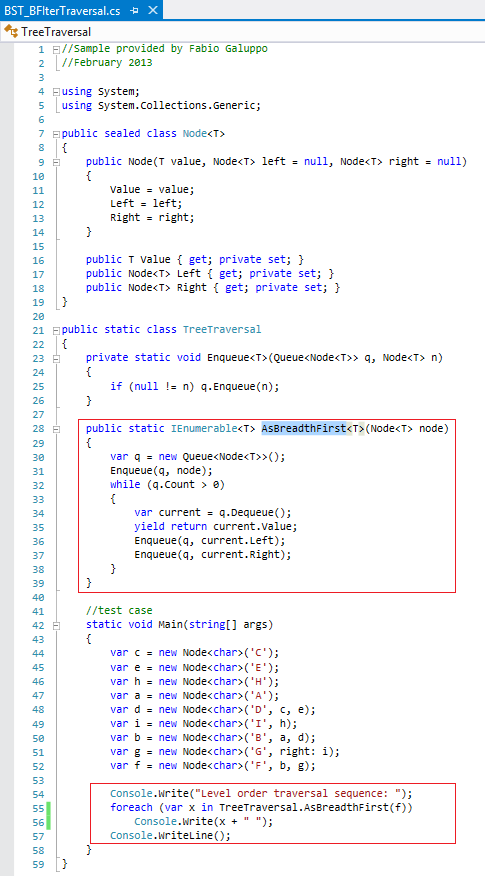 BST_BFIterTraversal.cs
TreeTraversal
1 //Sample provided by Fabio Galuppo
2 //February 2013
3
4 using System;
5 using System.Collections.Generic;
6
7 public sealed class Node<T>
8 {
9 public Node(T value, Node<T> left = null, Node<T> right = null)
10 {
11 Value = value;
12 Left = left;
13 Right = right;
14 }
15
16 public T Value { get; private set; }
17 public Node<T> Left { get; private set; }
18 public Node<T> Right { get; private set; }
19 }
20
21 public static class TreeTraversal
22 {
23 private static void Enqueue<T>(Queue<Node<T>> q, Node<T> n)
24 {
25 if (null != n) q.Enqueue(n);
26 }
27
28 public static IEnumerable<T> AsBreadthFirst<T>(Node<T> node)
29 {
30 var q = new Queue<Node<T>>();
31 Enqueue(q, node);
32 while (q.Count > 0)
33 {
34 var current = q.Dequeue();
35 yield return current.Value;
36 Enqueue(q, current.Left);
37 Enqueue(q, current.Right);
38 }
39 }
40
41 //test case
42 static void Main(string[] args)
43 {
44 var c = new Node<char>('C');
45 var e = new Node<char>('E');
46 var h = new Node<char>('H');
47 var a = new Node<char>('A');
48 var d = new Node<char>('D', c, e);
49 var i = new Node<char>('I', h);
50 var b = new Node<char>('B', a, d);
51 var g = new Node<char>('G', right: i);
52 var f = new Node<char>('F', b, g);
53
54 Console.Write("Level order traversal sequence: ");
55 foreach (var x in TreeTraversal.AsBreadthFirst(f))
56 Console.Write(x + " ");
57 Console.WriteLine();
58 }
59 }